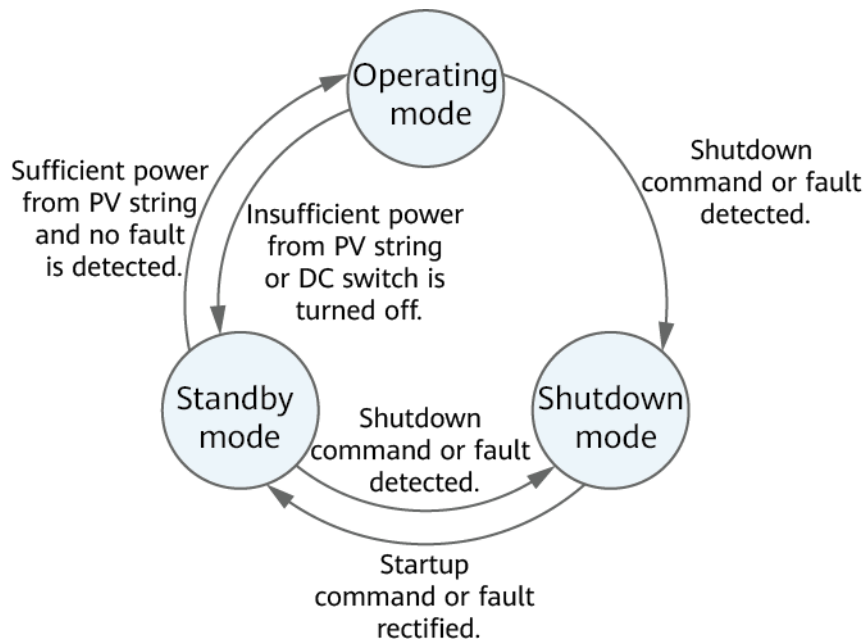 Operating
mode
Sufficient power
from PV string
and no fault
is detected.
Insufficient power
from PV string
or DC switch is
turned off.
Shutdown
command or fault
detected.
Standby
mode
Shutdown
command or fault
detected.
Shutdown
mode
Startup
command or fault
rectified.